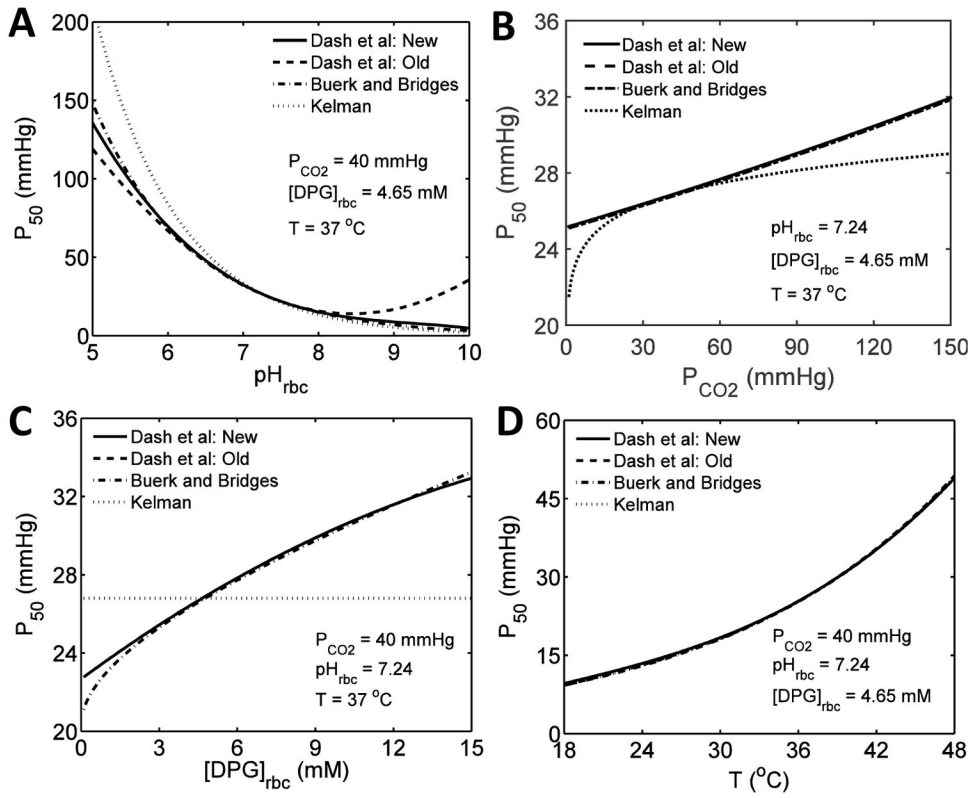 A
P50 (mmHg)
200
150
100
50
0
Dash et al: New
Dash et al: Old
Buerk and Bridges
Kelman
PCO2 = 40 mmHg
[DPG]rbc = 4.65 mM
T = 37 °C
5 6 7 8 9 10
pHrbc
B
P50 (mmHg)
36
32
28
24
20
Dash et al: New
Dash et al: Old
Buerk and Bridges
Kelman
pHrbc = 7.24
[DPG]rbc = 4.65 mM
T = 37 °C
0 30 60 90 120 150
PCO2 (mmHg)
C
P50 (mmHg)
36
32
28
24
20
Dash et al: New
Dash et al: Old
Buerk and Bridges
Kelman
PCO2 = 40 mmHg
pHrbc = 7.24
T = 37 °C
0 3 6 9 12 15
[DPG]rbc (mM)
D
P50 (mmHg)
60
45
30
15
0
Dash et al: New
Dash et al: Old
Buerk and Bridges
Kelman
PCO2 = 40 mmHg
pHrbc = 7.24
[DPG]rbc = 4.65 mM
18 24 30 36 42 48
T (°C)